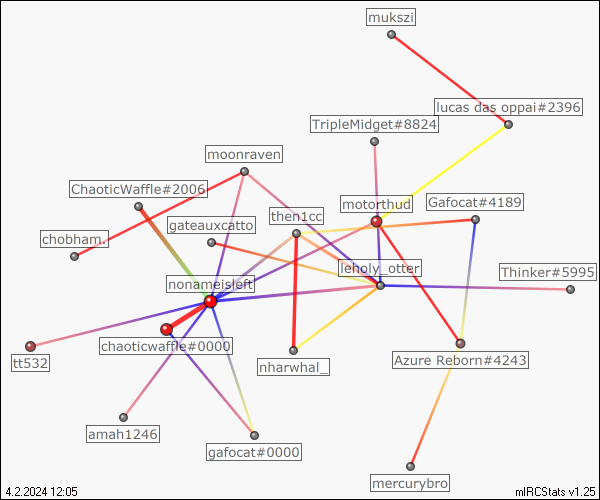 mukszi
lucas das oppai#2396
TripleMidget#8824
moonraven
ChaoticWaffle#2006
motorthud
Gafocat#4189
then1cc
gateauxcatto
chobham_
leholy_otter
Thinker#5995
nonameisleft
chaoticwaffle#0000
tt532
nharwhal_
Azure Reborn#4243
amah1246
gafocat#0000
mercurybro
4.2.2024 12:05
mIRCStats v1.25